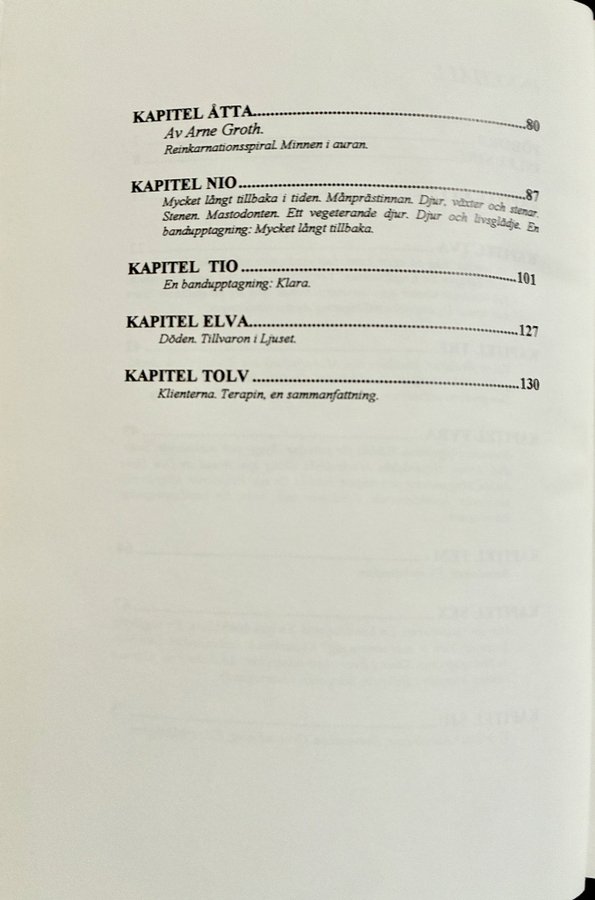 KAPITEL ÅTTA..........80
Av Arne Groth.
Reinkarnationsspiral. Minnen i auran.
KAPITEL NIO..........87
Mycket långt tillbaka i tiden. Månprästinnan. Djur, växter och stenar.
Stenen. Mastodonten. Ett vegeterande djur. Djur och livsglädje. En
bandupptagning: Mycket långt tillbaka.
KAPITEL TIO..........101
En bandupptagning: Klara.
KAPITEL ELVA..........127
Döden. Tillvaron i Ljuset.
KAPITEL TOLV..........130
Klienterna. Terapin, en sammanfattning.